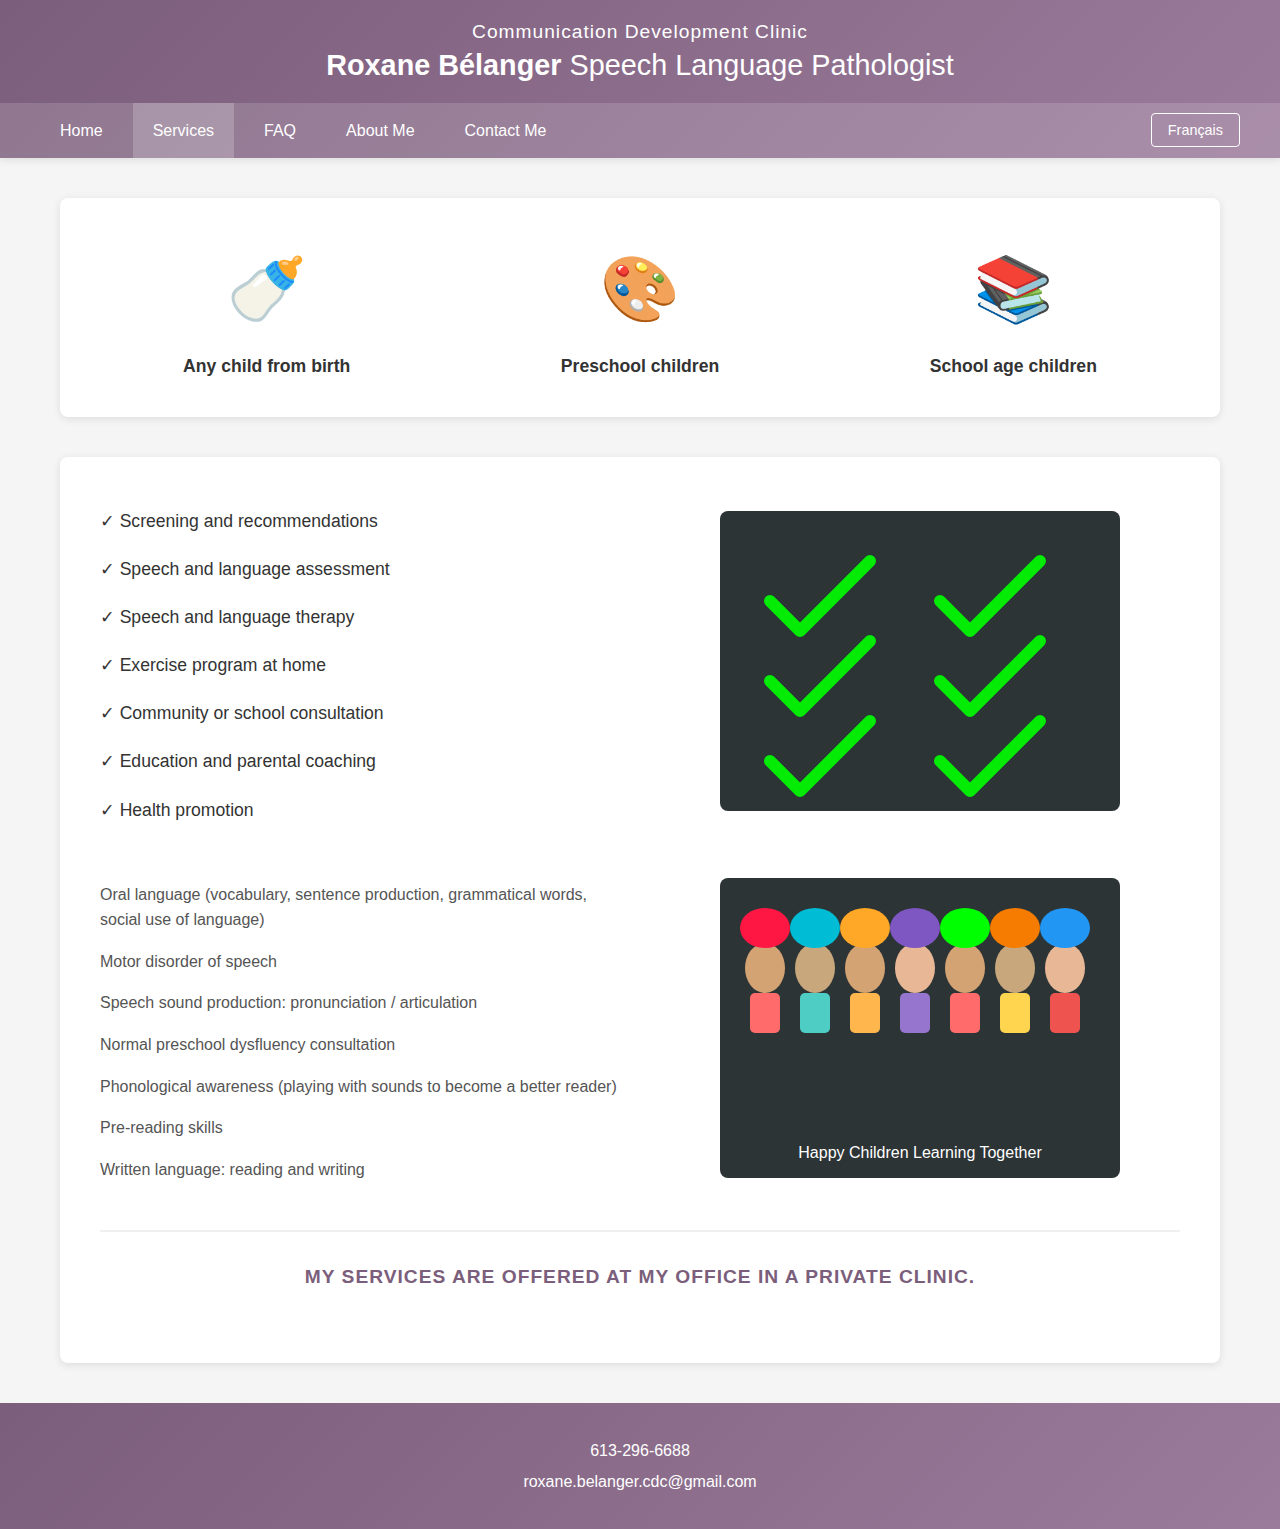 Communication Development Clinic
Roxane Bélanger Speech Language Pathologist
Home
Services
FAQ
About Me
Contact Me
Français
Any child from birth
Preschool children
School age children
✓ Screening and recommendations
✓ Speech and language assessment
✓ Speech and language therapy
✓ Exercise program at home
✓ Community or school consultation
✓ Education and parental coaching
✓ Health promotion
Oral language (vocabulary, sentence production, grammatical words,
social use of language)
Motor disorder of speech
Speech sound production: pronunciation / articulation
Normal preschool dysfluency consultation
Phonological awareness (playing with sounds to become a better reader)
Pre-reading skills
Written language: reading and writing
Happy Children Learning Together
MY SERVICES ARE OFFERED AT MY OFFICE IN A PRIVATE CLINIC.
613-296-6688
roxane.belanger.cdc@gmail.com